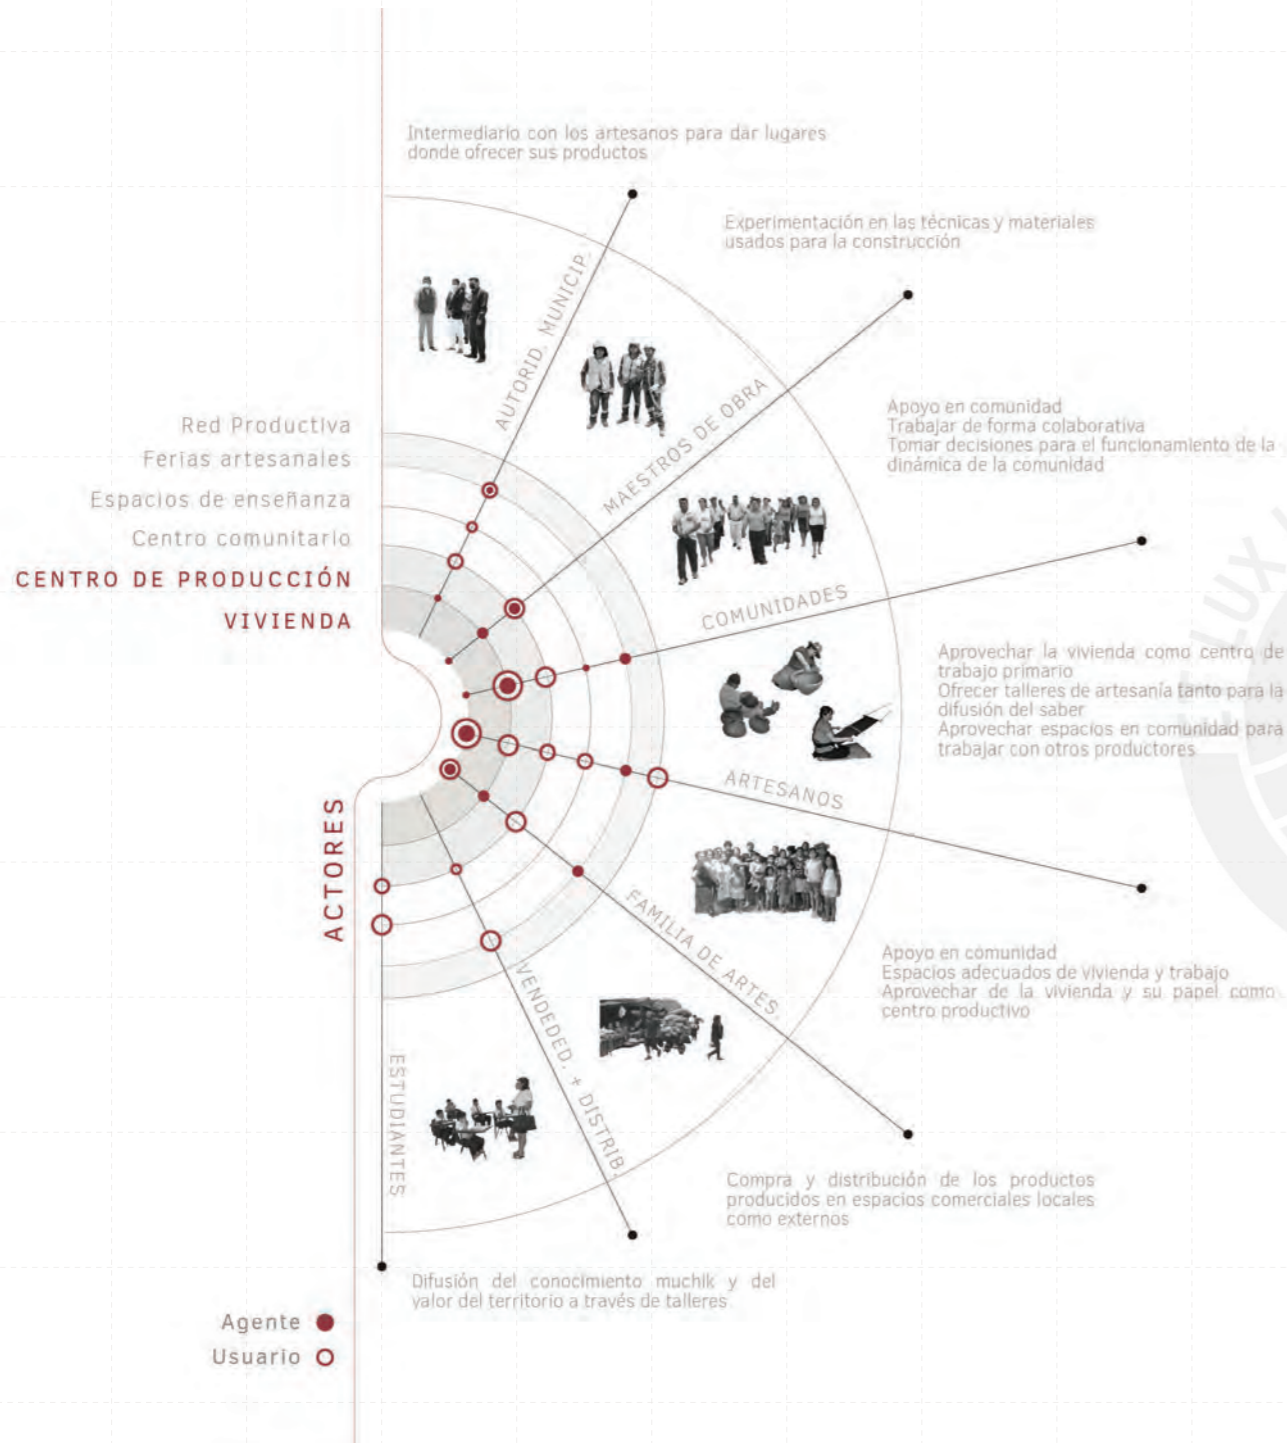 Intermediario con los artesanos para dar lugares
donde ofrecer sus productos
Experimentación en las técnicas y materiales
usados para la construcción
AUTORID. MUNICIP.
MAESTROS DE OBRA
Apoyo en comunidad
Trabajar de forma colaborativa
Tomar decisiones para el funcionamiento de la
dinámica de la comunidad
Red Productiva
Ferias artesanales
Espacios de enseñanza
Centro comunitario
CENTRO DE PRODUCCIÓN
VIVIENDA
COMUNIDADES
ET LUX IN
Aprovechar la vivienda como centro de
trabajo primario
Ofrecer talleres de artesanía tanto para la
difusión del saber
Aprovechar espacios en comunidad para
trabajar con otros productores
ARTESANOS
ACTORES
FAMILIA DE ARTES.
Apoyo en comunidad
Espacios adecuados de vivienda y trabajo
Aprovechar de la vivienda y su papel como
centro productivo
VENDEDED. + DISTRIB.
ESTUDIANTES
Compra y distribución de los productos
producidos en espacios comerciales locales
como externos
Difusión del conocimiento muchik y del
valor del territorio a través de talleres
Agente
Usuario